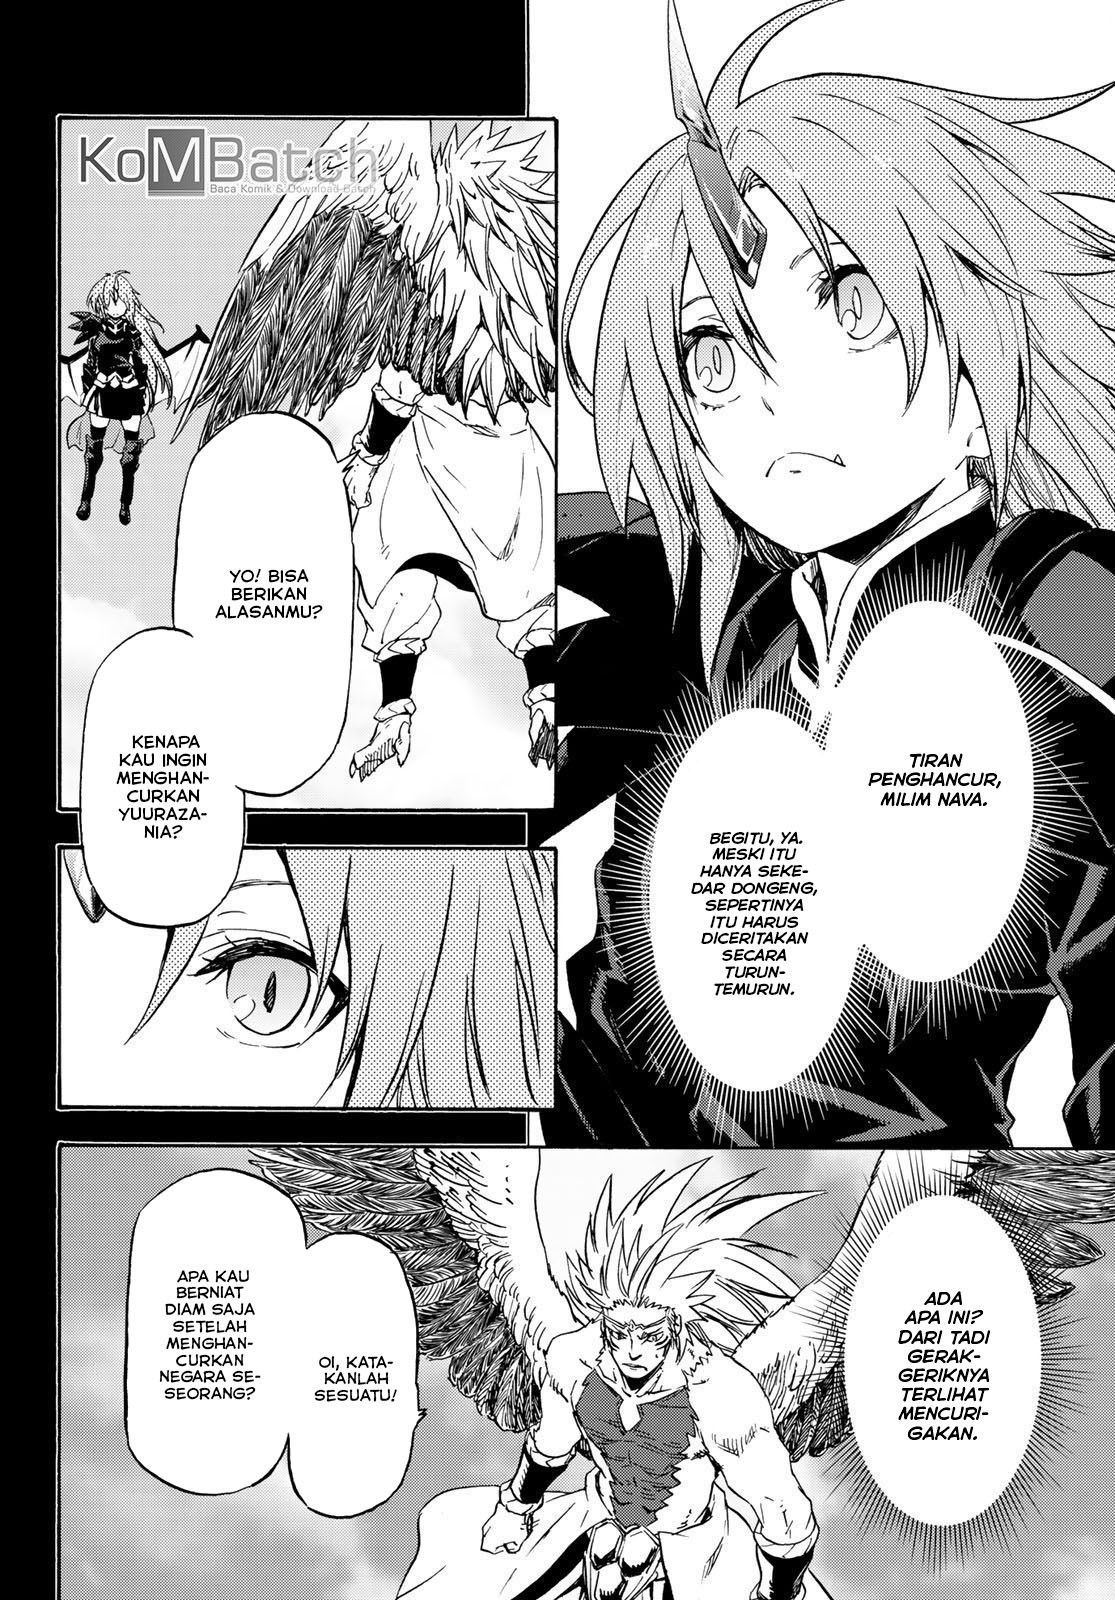 KoMBatch
Baca Komik & Download Batch
TIRAN
PENGHANCUR,
MILIM NAVA.
BEGITU, YA.
MESKI ITU
HANYA SEKE-
DAR DONGENG,
SEPERTINYA
ITU HARUS
DICERITAKAN
SECARA
TURUN-
TEMURUN.
YO! BISA
BERIKAN
ALASANMU?
KENAPA
KAU INGIN
MENGHAN-
CURKAN
YUURAZA-
NIA?
ADA
APA INI?
DARI TADI
GERAK-
GERIKNYA
TERLIHAT
MENCURI-
GAKAN.
OI, KATA-
KANLAH
SESUATU!
APA KAU
BERNIAT
DIAM SAJA
SETELAH
MENGHAN-
CURKAN
NEGARA SE-
SEORANG?